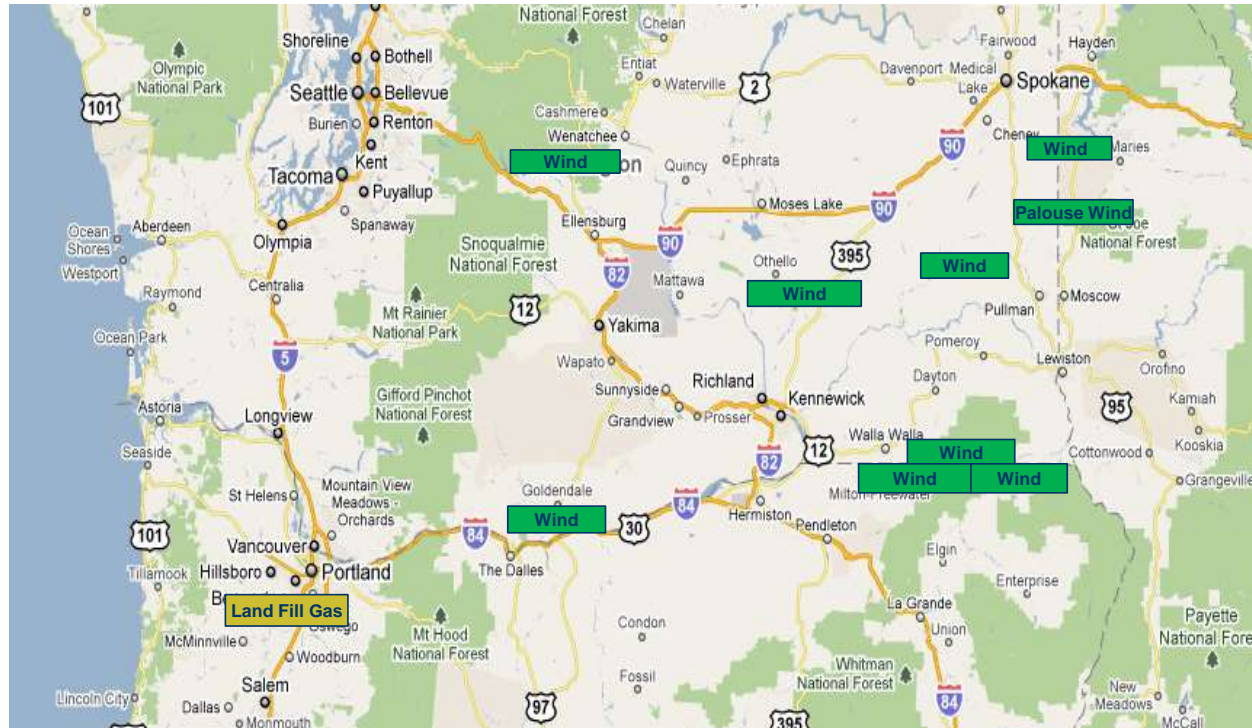 National Forest
Chelan
Fairwood
Hayden
Shoreline
Bothell
Olympic
National Park
Entiat
Waterville
2
Davenport
Medical
Lake
Spokane
101
Seattle
Bellevue
Cashmere
Burien
Renton
Wenatchee
Cheney
90
Kent
Wind
on
Quincy
Ephrata
Wind
Maries
Tacoma
Puyallup
Spanaway
Moses Lake
90
Palouse Wind
Joe
National Forest
Ocean
Shores
Aberdeen
Olympia
Ellensburg
90
395
Westport
Snoqualmie
National Forest
82
Mattawa
Othello
Wind
Wind
Raymond
Centralia
Mt Rainier
National Park
12
Yakima
Pullman
Moscow
Ocean Park
5
Wapato
Pomeroy
Lewiston
Orofino
Gifford Pinchot
National Forest
Sunnyside
Richland
Kennewick
Dayton
Kamiah
Astoria
Longview
Grandview
Prosser
95
Kooskia
Seaside
82
12
Walla Walla
Wind
Cottonwood
St Helens
Mountain View
Meadows -
Orchards
Goldendale
Wind
Wind
Milton-Freewater
Grangeville
Wind
84
30
84
Hermiston
Pendleton
101
Vancouver
The Dalles
Elgin
Hillsboro
Portland
Tillamook
Enterprise
Land Fill Gas
Oswego
La Grande
McMinnville
Mt Hood
National Forest
Condon
Union
Payette
National Forest
Woodburn
Fossil
Whitman
National Forest
84
Lincoln City
Salem
Dallas
97
New
Meadows
Monmouth
395
McCall